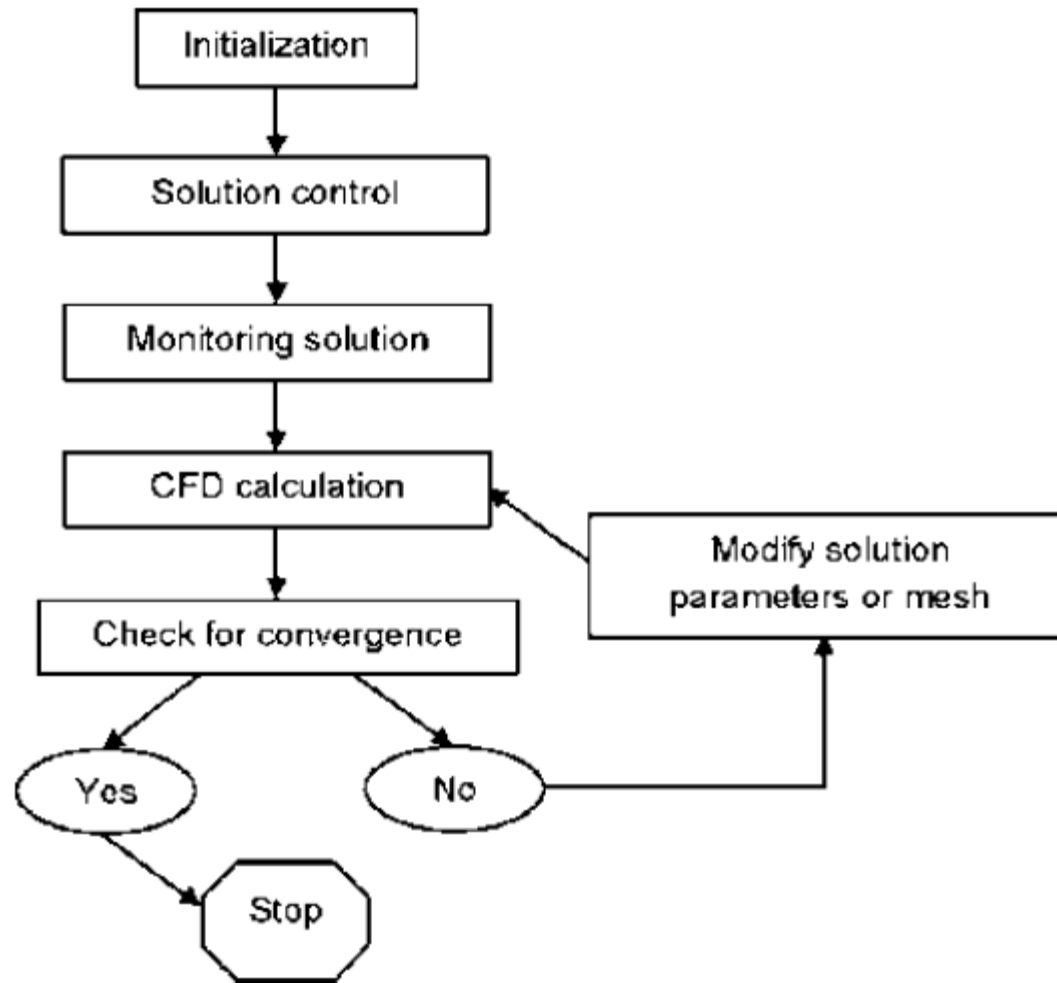 Initialization
Solution control
Monitoring solution
CFD calculation
Modify solution
parameters or mesh
Check for convergence
Yes
No
Stop